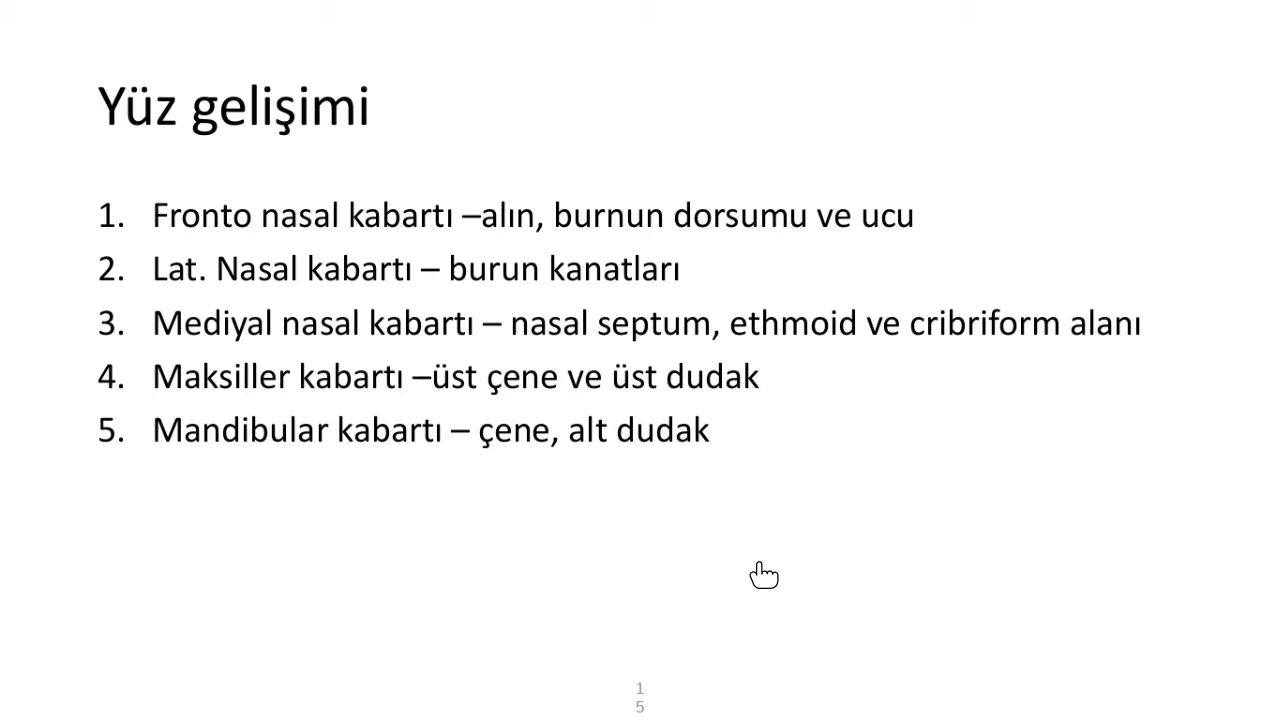 Yüz gelişimi
1. Fronto nasal kabartı –alın, burnun dorsumu ve ucu
2. Lat. Nasal kabartı – burun kanatları
3. Mediyal nasal kabartı – nasal septum, ethmoid ve cribriform alanı
4. Maksiller kabartı –üst çene ve üst dudak
5. Mandibular kabartı – çene, alt dudak
1
5